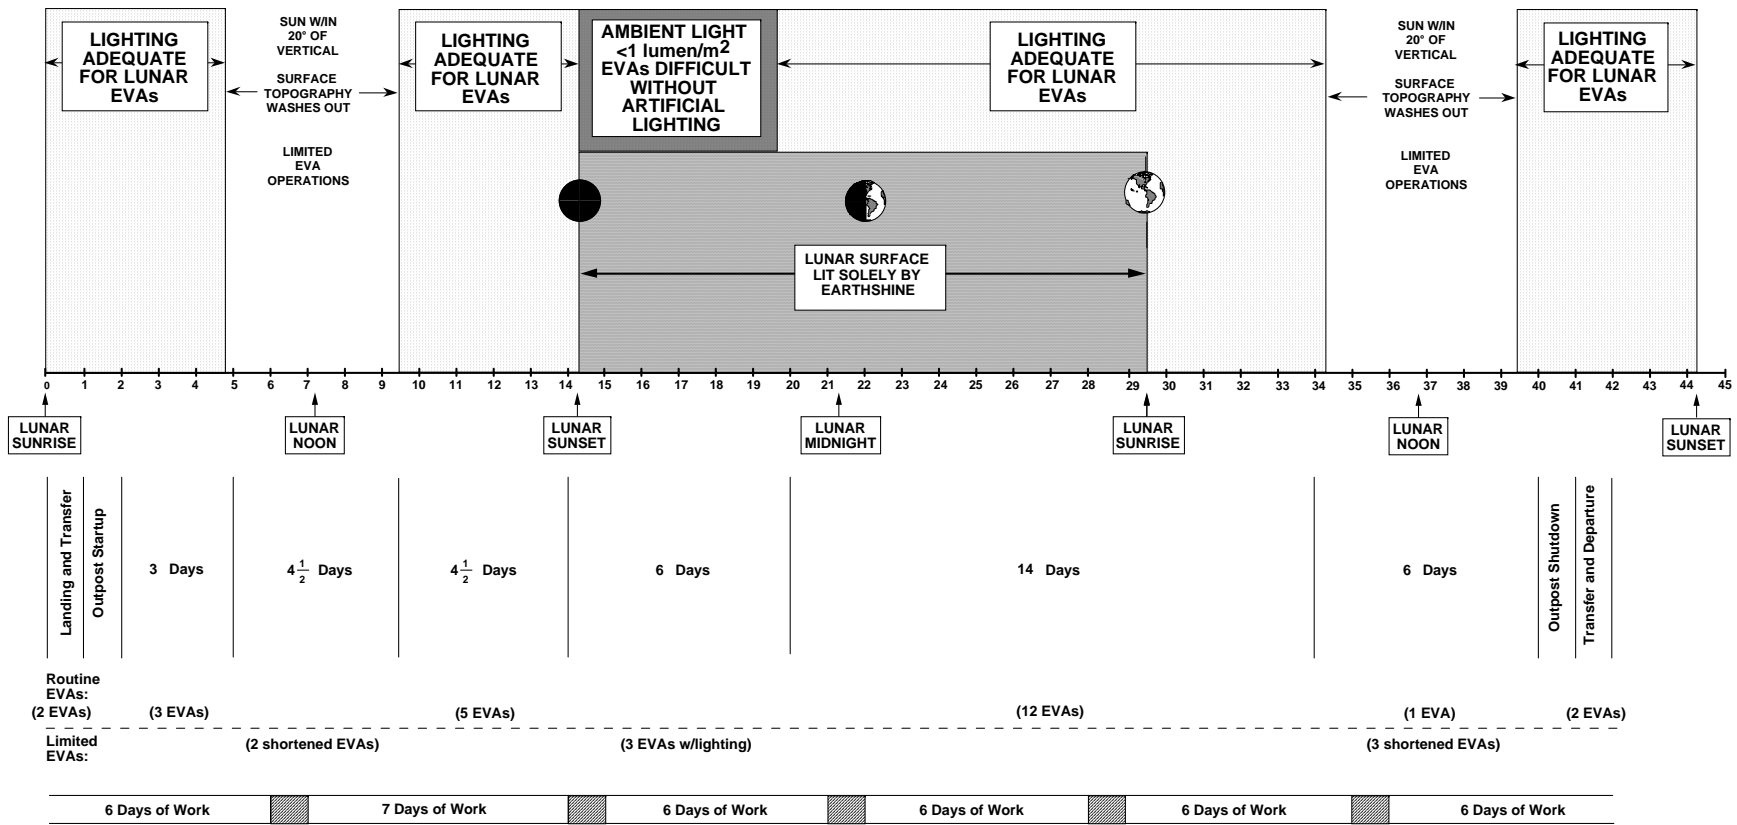 LIGHTING
ADEQUATE
FOR LUNAR
EVAs
SUN W/IN
20° OF
VERTICAL
SURFACE
TOPOGRAPHY
WASHES OUT
LIMITED
EVA
OPERATIONS
LIGHTING
ADEQUATE
FOR LUNAR
EVAs
AMBIENT LIGHT
<1 lumen/m2
EVAs DIFFICULT
WITHOUT
ARTIFICIAL
LIGHTING
LIGHTING
ADEQUATE
FOR LUNAR
EVAs
SUN W/IN
20° OF
VERTICAL
SURFACE
TOPOGRAPHY
WASHES OUT
LIMITED
EVA
OPERATIONS
LIGHTING
ADEQUATE
FOR LUNAR
EVAs
LUNAR SURFACE
LIT SOLELY BY
EARTHSHINE
0 1 2 3 4 5 6 7 8 9 10 11 12 13 14 15 16 17 18 19 20 21 22 23 24 25 26 27 28 29 30 31 32 33 34 35 36 37 38 39 40 41 42 43 44 45
LUNAR
SUNRISE
LUNAR
NOON
LUNAR
SUNSET
LUNAR
MIDNIGHT
LUNAR
SUNRISE
LUNAR
NOON
LUNAR
SUNSET
Landing and Transfer
Outpost Startup
3 Days
4 1/2 Days
4 1/2 Days
6 Days
14 Days
6 Days
Outpost Shutdown
Transfer and Departure
Routine
EVAs:
(2 EVAs) (3 EVAs) (5 EVAs) (12 EVAs) (1 EVA) (2 EVAs)
Limited
EVAs:
(2 shortened EVAs) (3 EVAs w/lighting) (3 shortened EVAs)
6 Days of Work 7 Days of Work 6 Days of Work 6 Days of Work 6 Days of Work 6 Days of Work